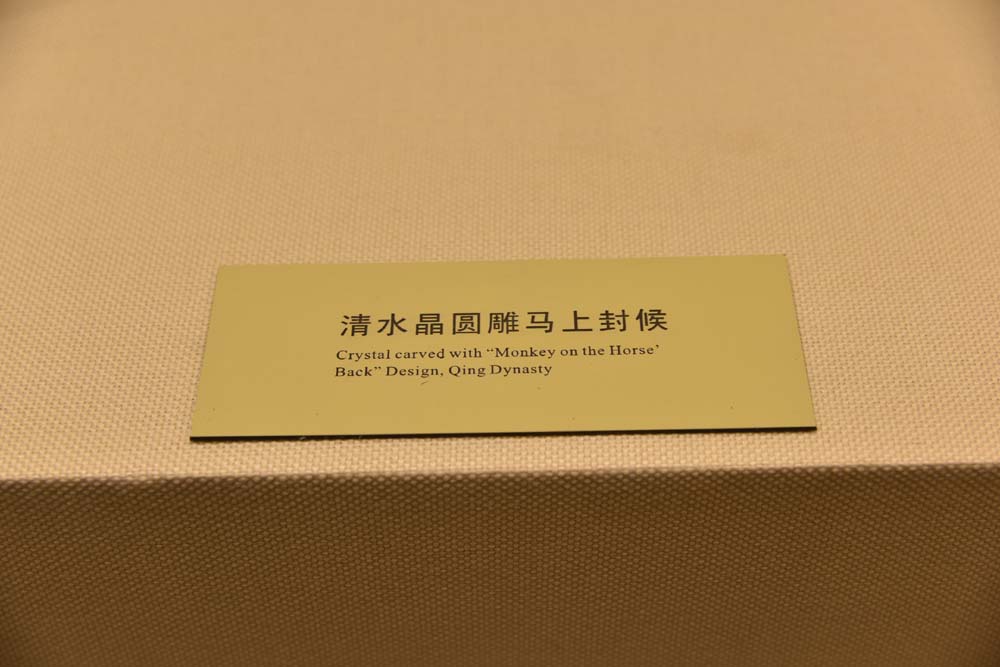 清水晶圆雕马上封候
Crystal carved with “Monkey on the Horse’
Back” Design, Qing Dynasty